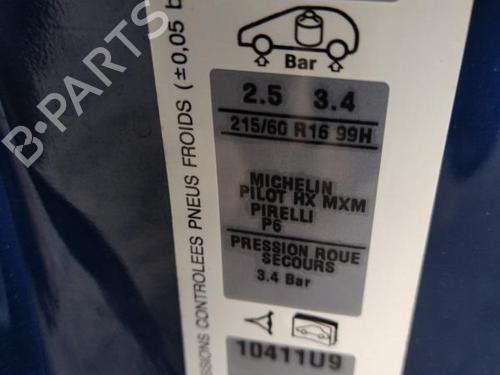 Bar
2.5 3.4
215/60 R16 99H
MICHELIN
PILOT HX MXM
PIRELLI
P6
PRESSION ROUE
SECOURS
3.4 Bar
10411U9
CONTROLEES PNEUS FROIDS (±0,05 b
B-PARTS